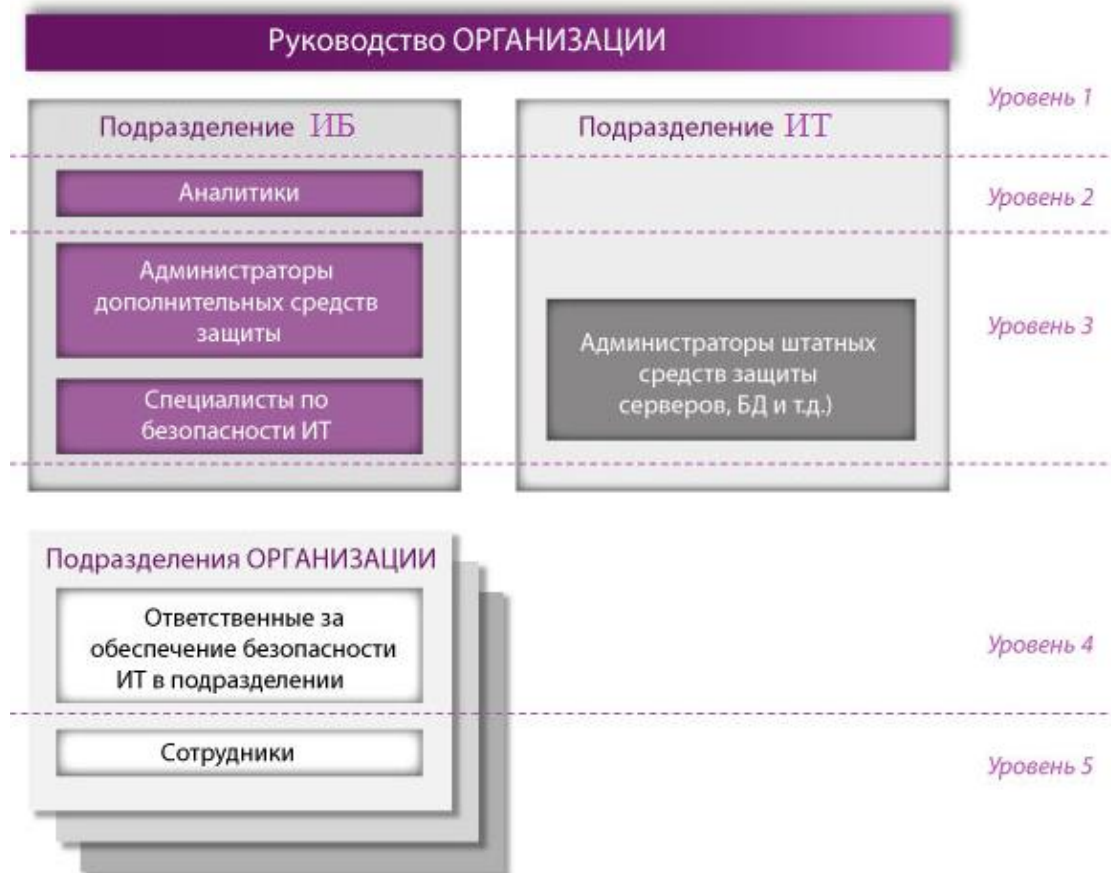 Руководство ОРГАНИЗАЦИИ
Уровень 1
Подразделение ИБ
Подразделение ИТ
Аналитики
Уровень 2
Администраторы
дополнительных средств
защиты
Специалисты по
безопасности ИТ
Администраторы штатных
средств защиты
серверов, БД и т.д.)
Уровень 3
Подразделения ОРГАНИЗАЦИИ
Ответственные за
обеспечение безопасности
ИТ в подразделении
Уровень 4
Сотрудники
Уровень 5